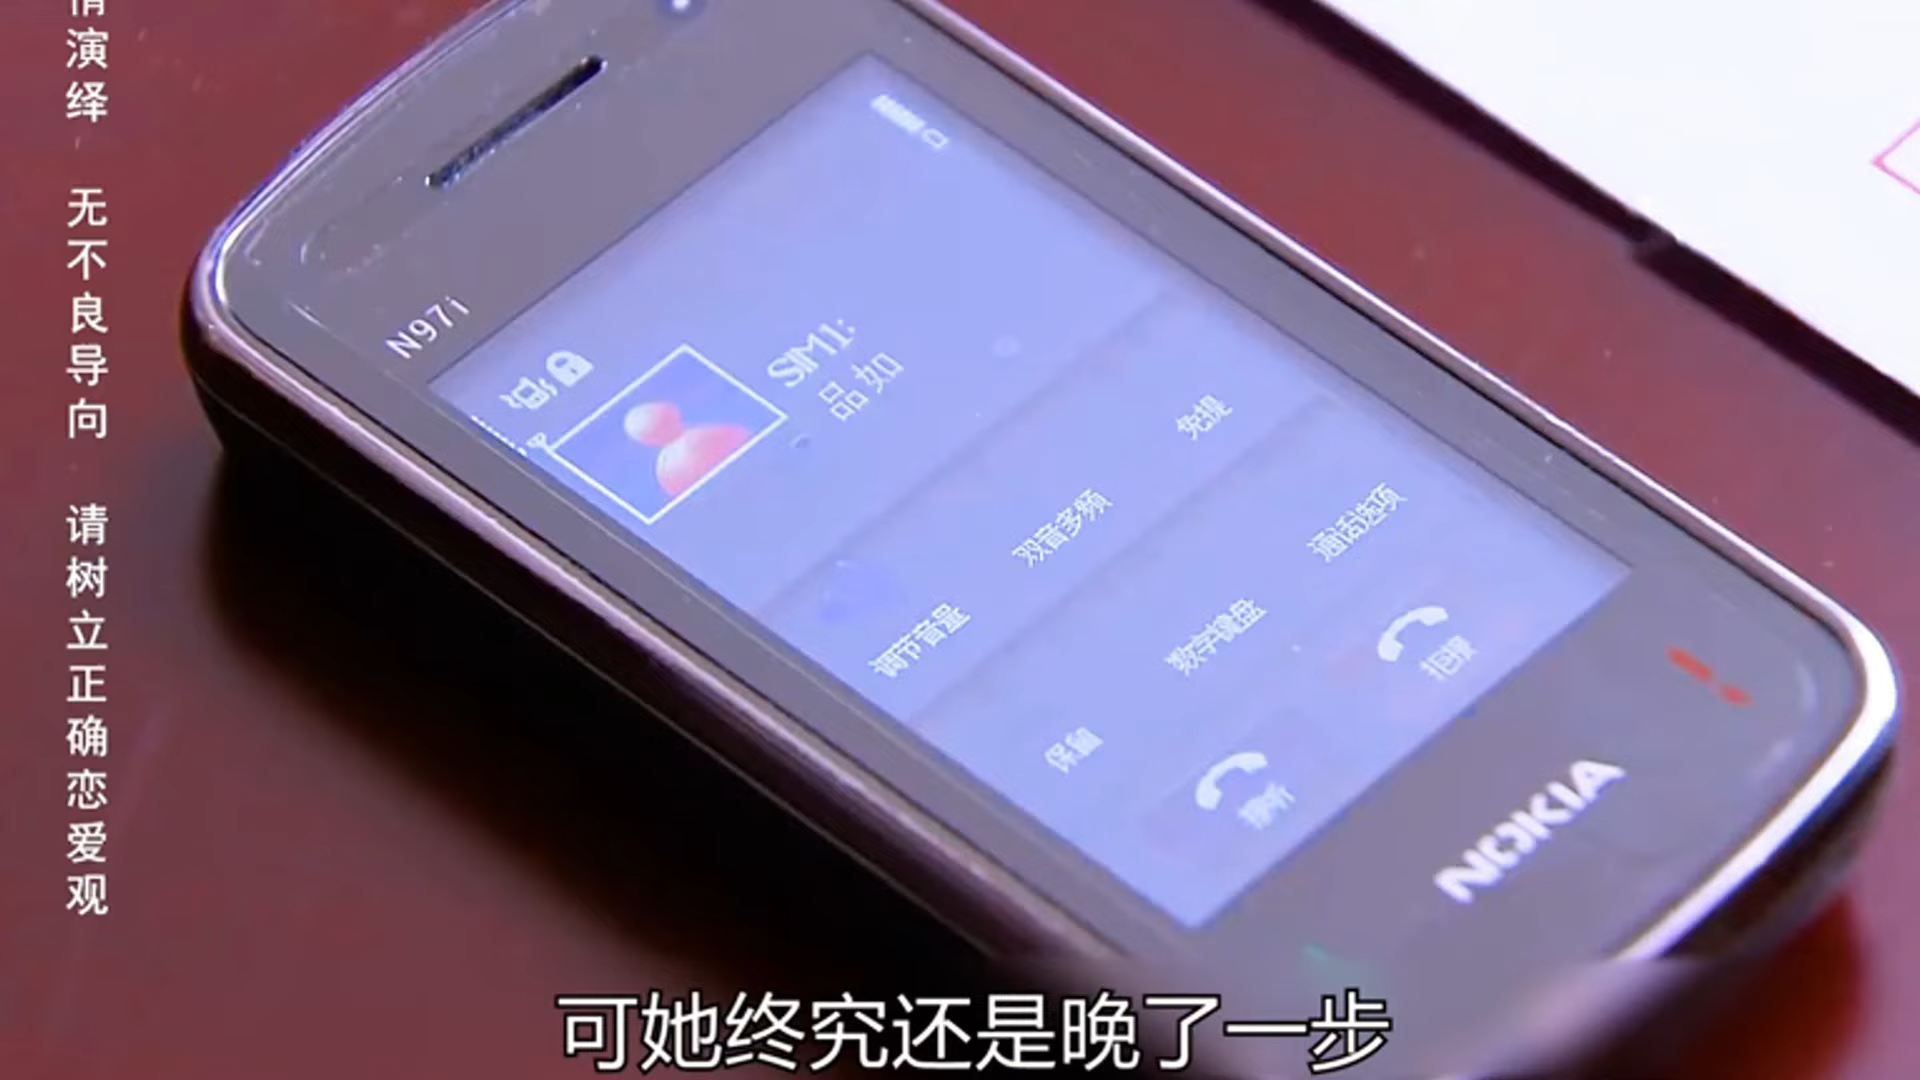 情演绎 无不良导向 请树立正确恋爱观
N97i
SIM1:
品如
免提
双音多频
通话选项
调节音量
数字键盘
拒接
保留
接听
NOKIA
可她终究还是晚了一步